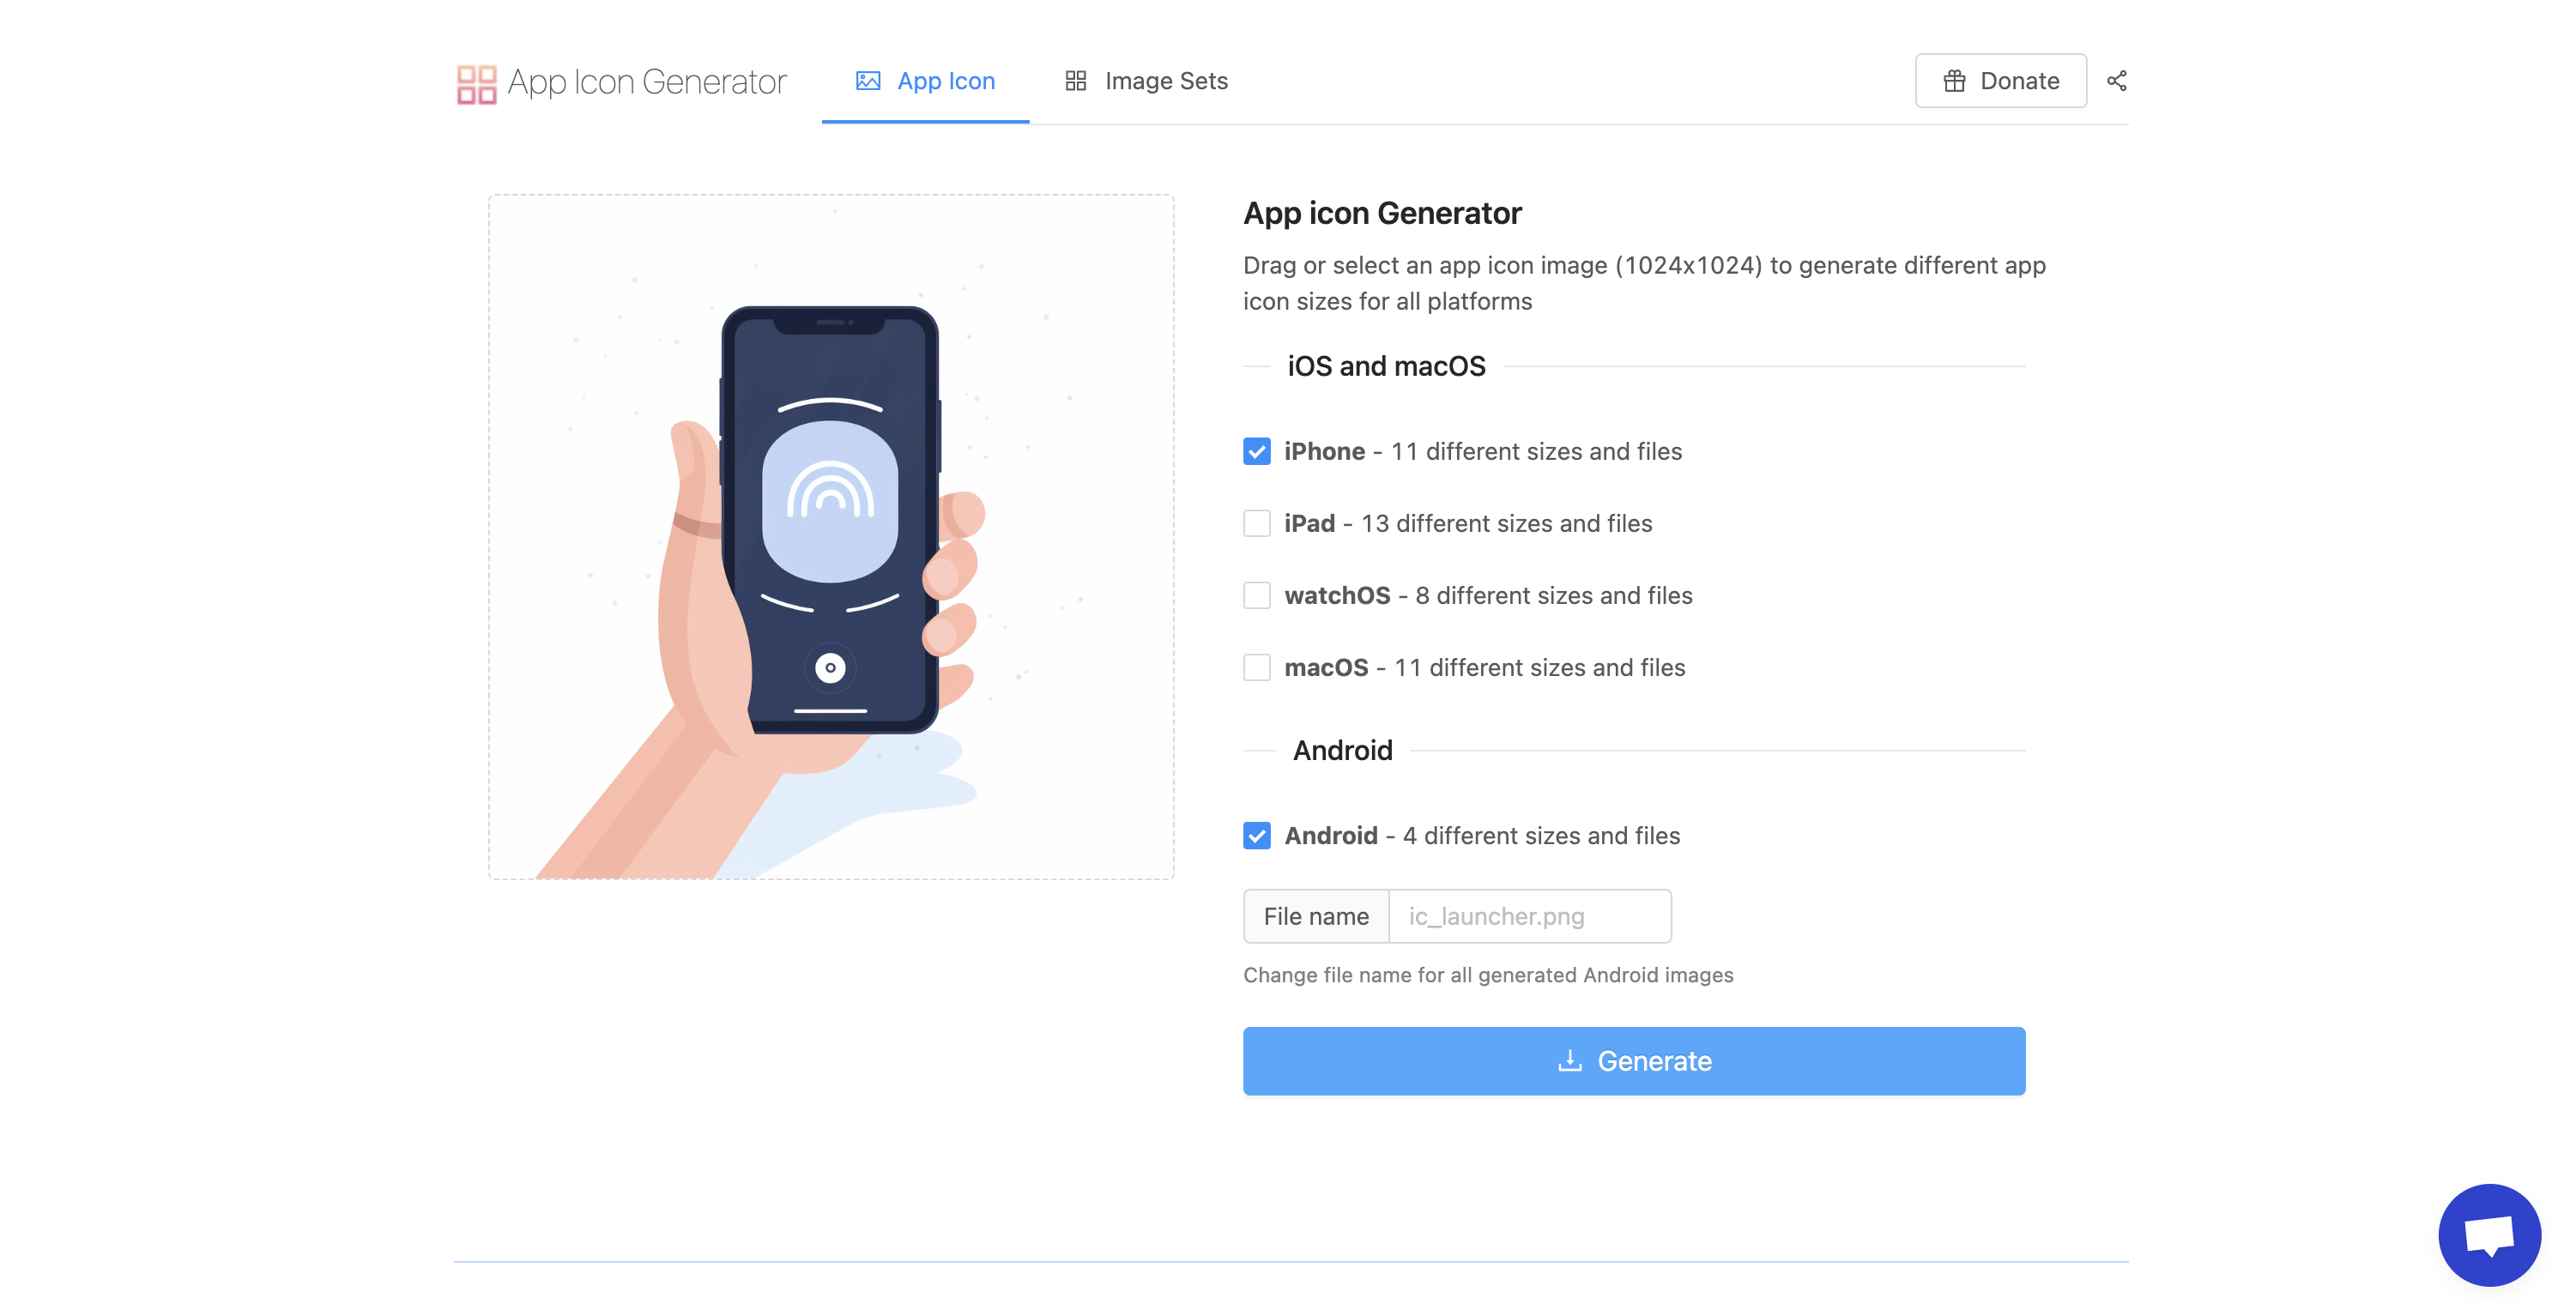 App Icon Generator
App Icon
Image Sets
Donate
App icon Generator
Drag or select an app icon image (1024x1024) to generate different app
icon sizes for all platforms
iOS and macOS
iPhone - 11 different sizes and files
iPad - 13 different sizes and files
watchOS - 8 different sizes and files
macOS - 11 different sizes and files
Android
Android - 4 different sizes and files
File name
ic_launcher.png
Change file name for all generated Android images
Generate